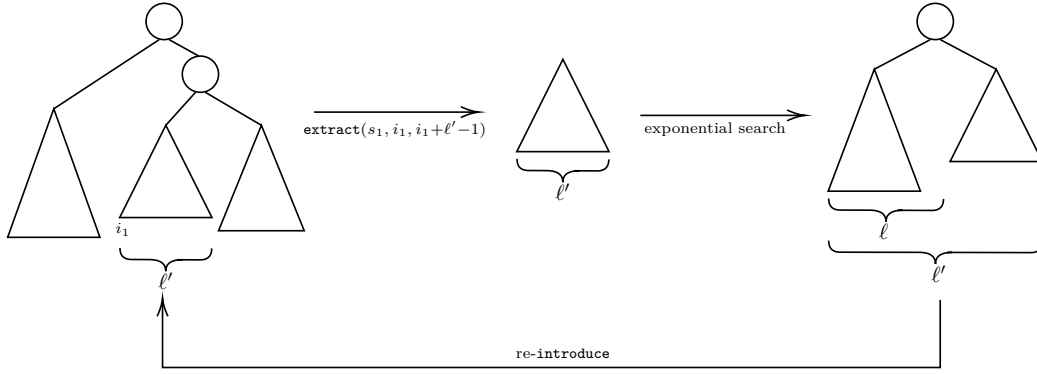 extract(s₁, i₁, i₁+ℓ′−1)
exponential search
ℓ′
i₁
ℓ
ℓ′
ℓ′
re-introduce